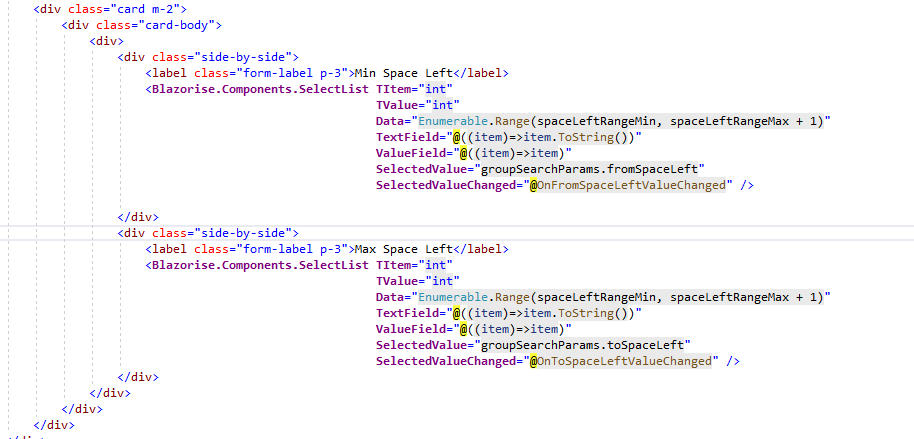 <div class="card m-2">
<div class="card-body">
<div>
<div class="side-by-side">
<label class="form-label p-3">Min Space Left</label>
<Blazorise.Components.SelectList TItem="int"
TValue="int"
Data="Enumerable.Range(spaceLeftRangeMin, spaceLeftRangeMax + 1)"
TextField="@((item)=>item.ToString())"
ValueField="@((item)=>item)"
SelectedValue="groupSearchParams.fromSpaceLeft"
SelectedValueChanged="@OnFromSpaceLeftValueChanged" />
</div>
<div class="side-by-side">
<label class="form-label p-3">Max Space Left</label>
<Blazorise.Components.SelectList TItem="int"
TValue="int"
Data="Enumerable.Range(spaceLeftRangeMin, spaceLeftRangeMax + 1)"
TextField="@((item)=>item.ToString())"
ValueField="@((item)=>item)"
SelectedValue="groupSearchParams.toSpaceLeft"
SelectedValueChanged="@OnToSpaceLeftValueChanged" />
</div>
</div>
</div>
</div>